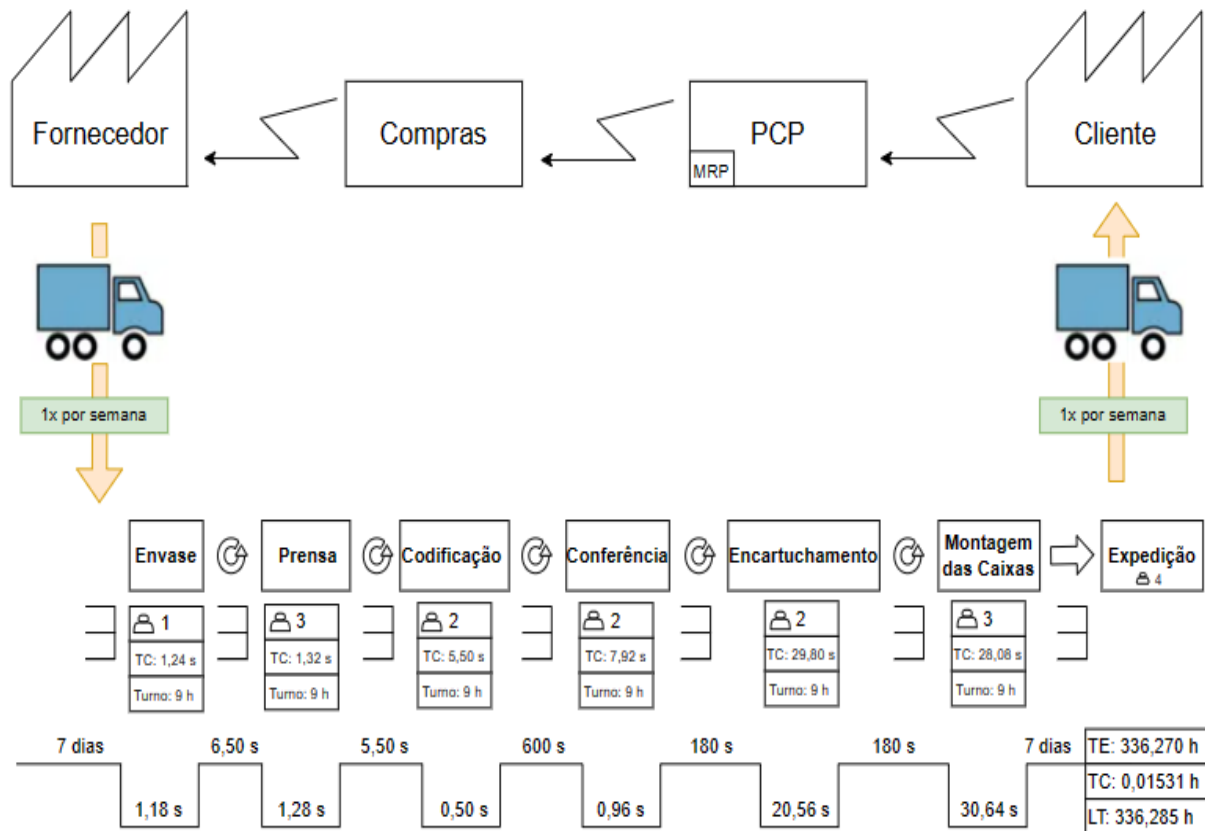 Fornecedor
Compras
PCP
MRP
Cliente
1x por semana
1x por semana
Envase
Prensa
Codificação
Conferência
Encartuchamento
Montagem
das Caixas
Expedição
4
1
3
2
2
2
3
TC: 1,24 s
TC: 1,32 s
TC: 5,50 s
TC: 7,92 s
TC: 29,80 s
TC: 28,08 s
Turno: 9 h
Turno: 9 h
Turno: 9 h
Turno: 9 h
Turno: 9 h
Turno: 9 h
7 dias
6,50 s
5,50 s
600 s
180 s
180 s
7 dias
TE: 336,270 h
TC: 0,01531 h
1,18 s
1,28 s
0,50 s
0,96 s
20,56 s
30,64 s
LT: 336,285 h